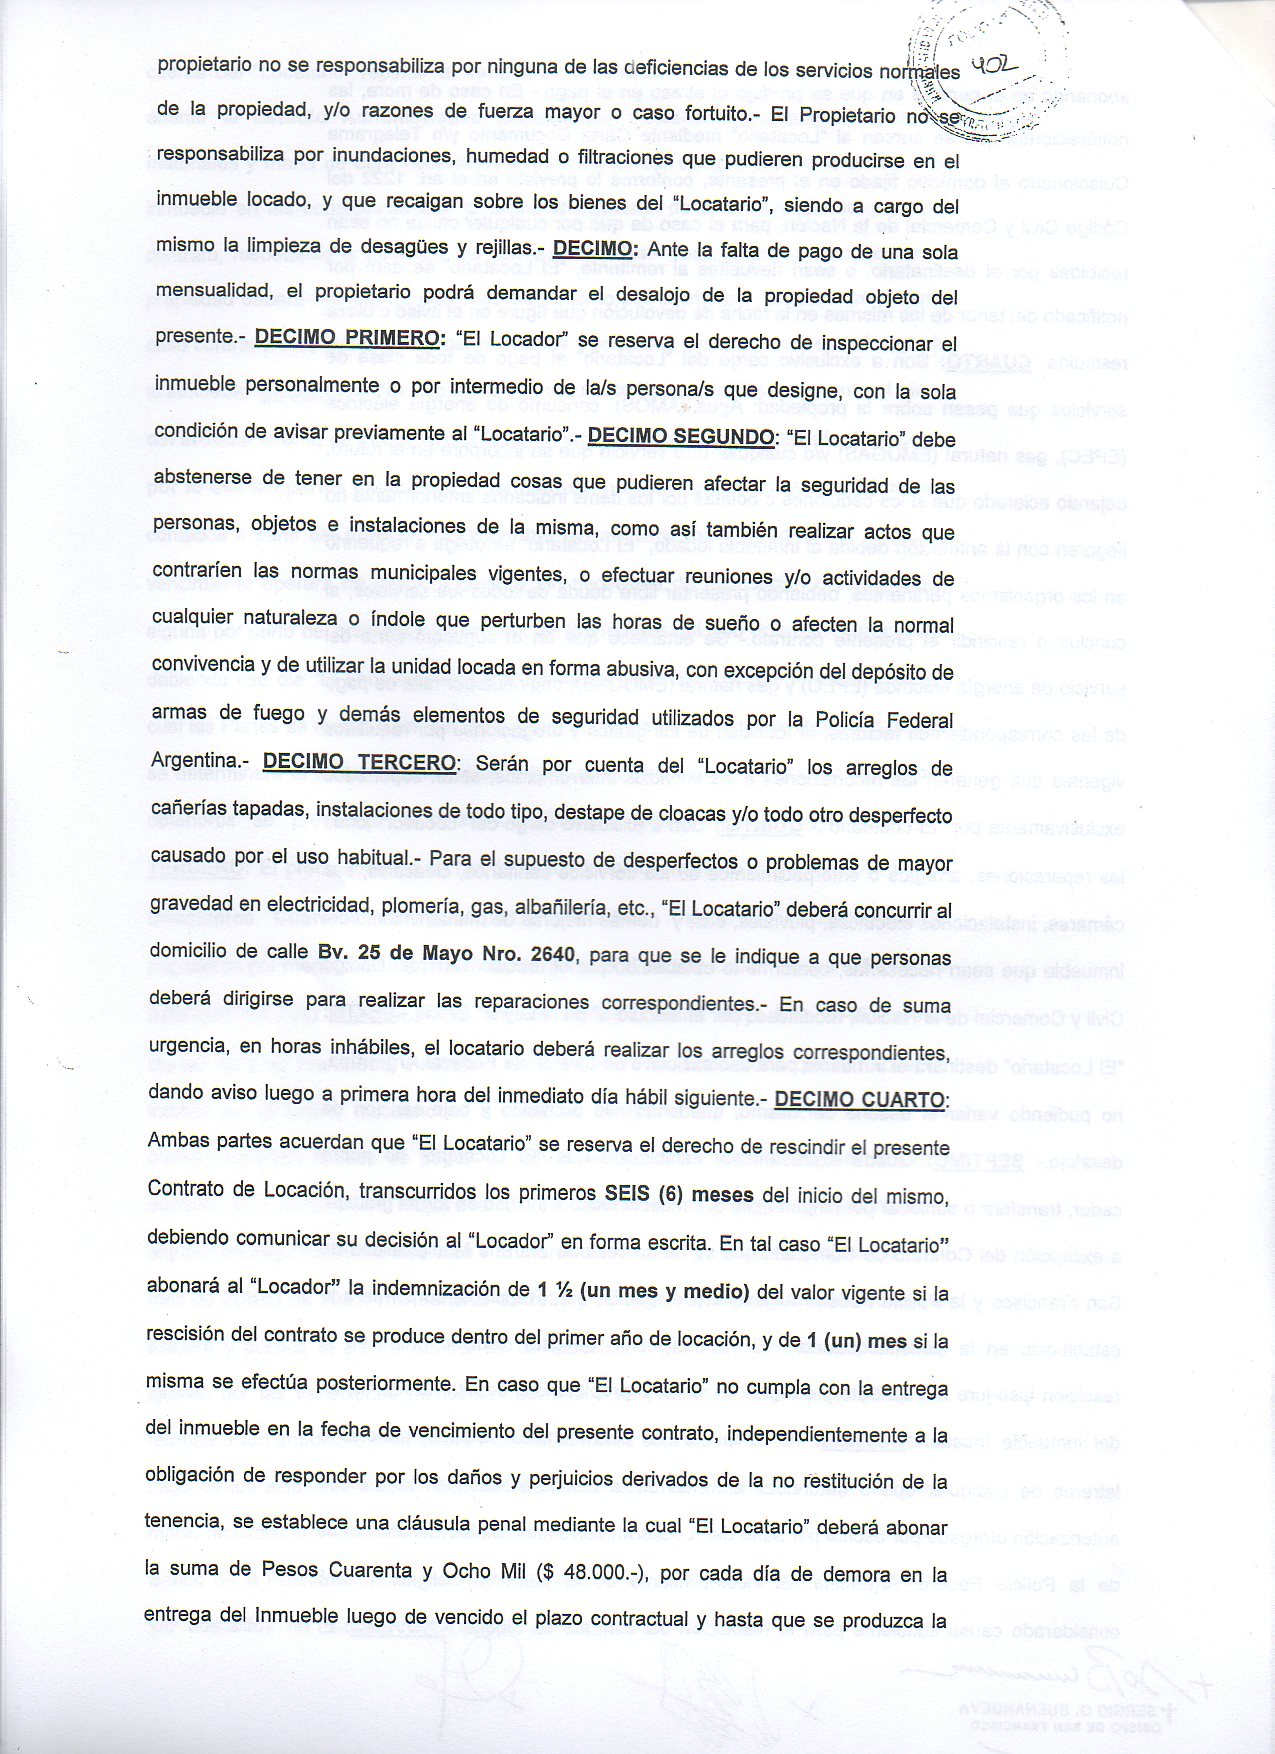 propietario no se responsabiliza por ninguna de las deficiencias de los servicios normales
402
de la propiedad, y/o razones de fuerza mayor o caso fortuito.- El Propietario no se
responsabiliza por inundaciones, humedad o filtraciones que pudieren producirse en el
inmueble locado, y que recaigan sobre los bienes del “Locatario”, siendo a cargo del
mismo la limpieza de desagües y rejillas.- DECIMO: Ante la falta de pago de una sola
mensualidad, el propietario podrá demandar el desalojo de la propiedad objeto del
presente.- DECIMO PRIMERO: “El Locador” se reserva el derecho de inspeccionar el
inmueble personalmente o por intermedio de la/s persona/s que designe, con la sola
condición de avisar previamente al “Locatario”.- DECIMO SEGUNDO: “El Locatario” debe
abstenerse de tener en la propiedad cosas que pudieren afectar la seguridad de las
personas, objetos e instalaciones de la misma, como así también realizar actos que
contraríen las normas municipales vigentes, o efectuar reuniones y/o actividades de
cualquier naturaleza o índole que perturben las horas de sueño o afecten la normal
convivencia y de utilizar la unidad locada en forma abusiva, con excepción del depósito de
armas de fuego y demás elementos de seguridad utilizados por la Policía Federal
Argentina.- DECIMO TERCERO: Serán por cuenta del “Locatario” los arreglos de
cañerías tapadas, instalaciones de todo tipo, destape de cloacas y/o todo otro desperfecto
causado por el uso habitual.- Para el supuesto de desperfectos o problemas de mayor
gravedad en electricidad, plomería, gas, albañilería, etc., “El Locatario” deberá concurrir al
domicilio de calle Bv. 25 de Mayo Nro. 2640, para que se le indique a que personas
deberá dirigirse para realizar las reparaciones correspondientes.- En caso de suma
urgencia, en horas inhábiles, el locatario deberá realizar los arreglos correspondientes,
dando aviso luego a primera hora del inmediato día hábil siguiente.- DECIMO CUARTO:
Ambas partes acuerdan que “El Locatario” se reserva el derecho de rescindir el presente
Contrato de Locación, transcurridos los primeros SEIS (6) meses del inicio del mismo,
debiendo comunicar su decisión al “Locador” en forma escrita. En tal caso “El Locatario”
abonará al “Locador” la indemnización de 1 ½ (un mes y medio) del valor vigente si la
rescisión del contrato se produce dentro del primer año de locación, y de 1 (un) mes si la
misma se efectúa posteriormente. En caso que “El Locatario” no cumpla con la entrega
del inmueble en la fecha de vencimiento del presente contrato, independientemente a la
obligación de responder por los daños y perjuicios derivados de la no restitución de la
tenencia, se establece una cláusula penal mediante la cual “El Locatario” deberá abonar
la suma de Pesos Cuarenta y Ocho Mil ($ 48.000.-), por cada día de demora en la
entrega del Inmueble luego de vencido el plazo contractual y hasta que se produzca la